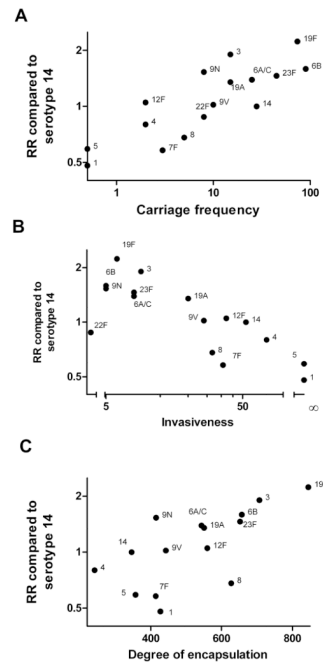 A
RR compared to
serotype 14
2
1
0.5
19F
3
9N
6A/C
6B
23F
19A
12F
22F
9V
14
4
8
7F
5
1
1
10
100
Carriage frequency
B
RR compared to
serotype 14
2
1
0.5
19F
3
6B
9N
23F
6A/C
19A
22F
9V
12F
14
4
8
7F
5
1
5
50
∞
Invasiveness
C
RR compared to
serotype 14
2
1
0.5
19
3
9N
6A/C
6B
19A
23F
14
9V
12F
4
5
7F
8
1
400
600
800
Degree of encapsulation